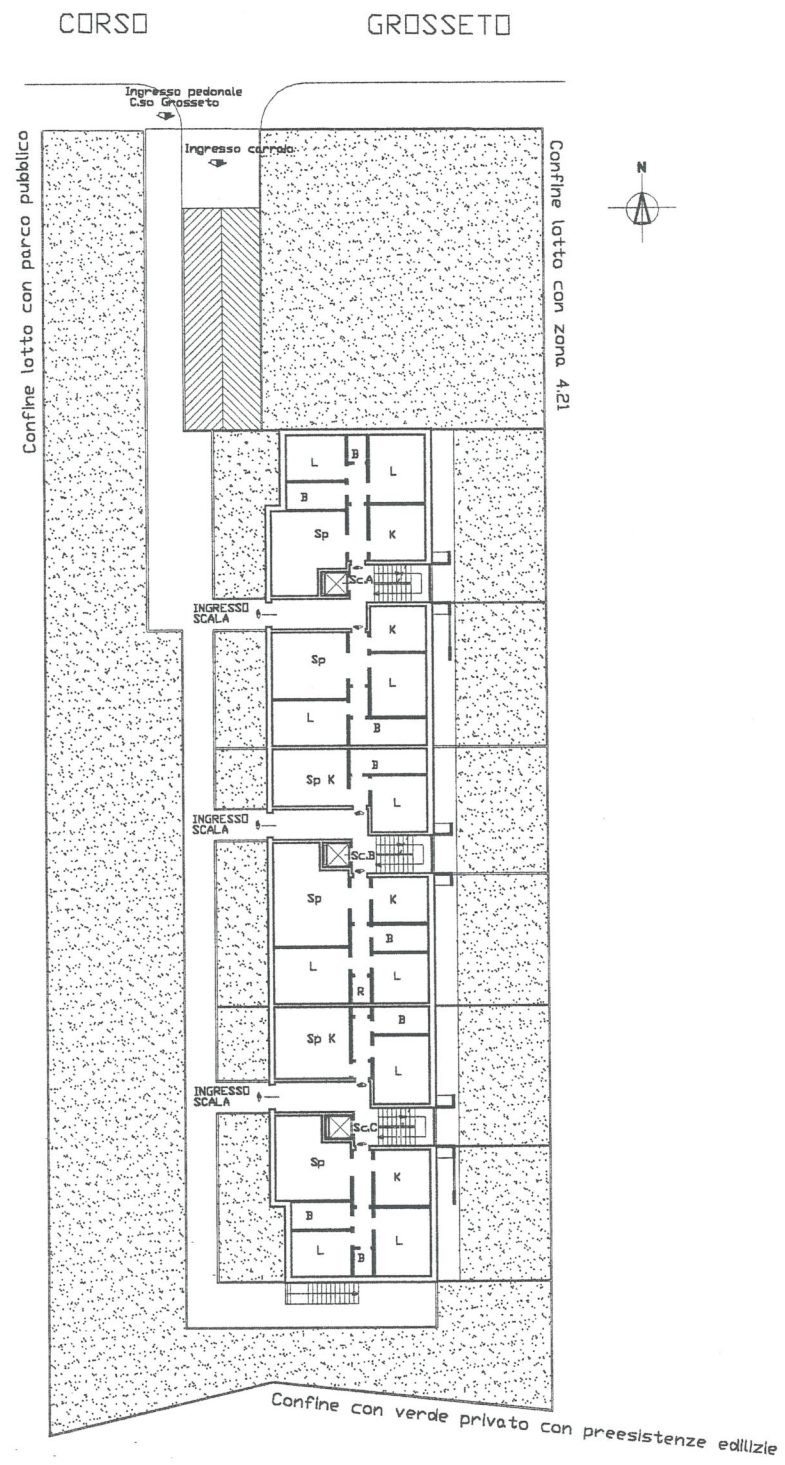 CORSO GROSSETO
Ingresso pedonale
C.so Grosseto
Ingresso carraio
Confine lotto con parco pubblico
Confine lotto con zona 4.21
N
L B L
B
Sp K
Sc.A
INGRESSO
SCALA
K
Sp
L
L
B
B
Sp K
L
INGRESSO
SCALA
Sc.B
Sp K
B
L L
R
B
Sp K
L
INGRESSO
SCALA
Sc.C
Sp
K
B
L L
B
Confine con verde privato con preesistenze edilizie